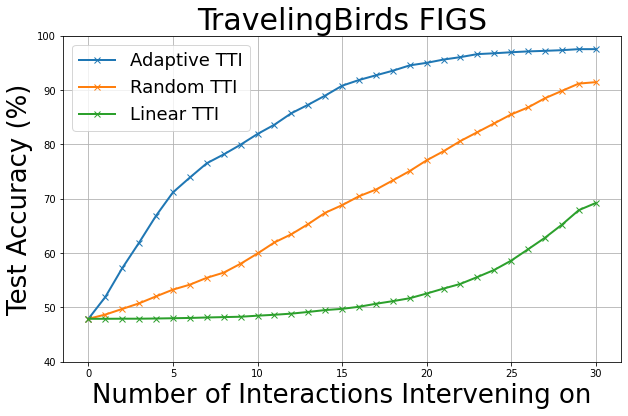 TravelingBirds FIGS
Adaptive TTI
Random TTI
Linear TTI
Test Accuracy (%)
100
90
80
70
60
50
40
0 5 10 15 20 25 30
Number of Interactions Intervening on